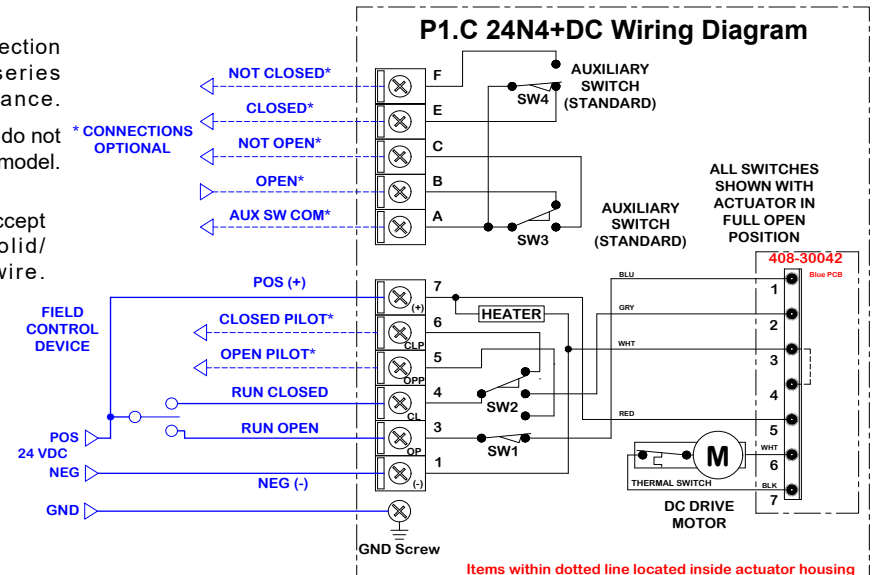 ection
series
ance.
do not
model.
ccept
olid/
wire.
P1.C 24N4+DC Wiring Diagram
NOT CLOSED*
CLOSED*
* CONNECTIONS
OPTIONAL
NOT OPEN*
OPEN*
AUX SW COM*
F
E
C
B
A
SW4
AUXILIARY
SWITCH
(STANDARD)
SW3
AUXILIARY
SWITCH
(STANDARD)
ALL SWITCHES
SHOWN WITH
ACTUATOR IN
FULL OPEN
POSITION
408-30042
Blue PCB
FIELD
CONTROL
DEVICE
POS (+)
CLOSED PILOT*
OPEN PILOT*
RUN CLOSED
RUN OPEN
POS
24 VDC
NEG
NEG (-)
GND
7
(+)
6
CLP
5
OPP
4
CL
3
OP
1
(-)
GND Screw
HEATER
SW2
SW1
BLU
GRY
WHT
RED
WHT
BLK
1
2
3
4
5
6
7
THERMAL SWITCH
M
DC DRIVE
MOTOR
Items within dotted line located inside actuator housing